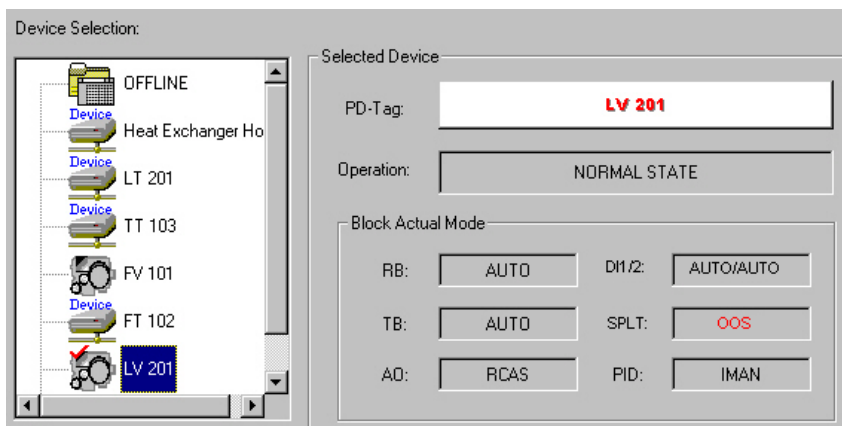 Device Selection:
OFFLINE
Device
Heat Exchanger Ho
Device
LT 201
Device
TT 103
FV 101
Device
FT 102
LV 201
Selected Device
PD-Tag: LV 201
Operation: NORMAL STATE
Block Actual Mode
RB: AUTO DI1/2: AUTO/AUTO
TB: AUTO SPLT: OOS
AO: RCAS PID: IMAN